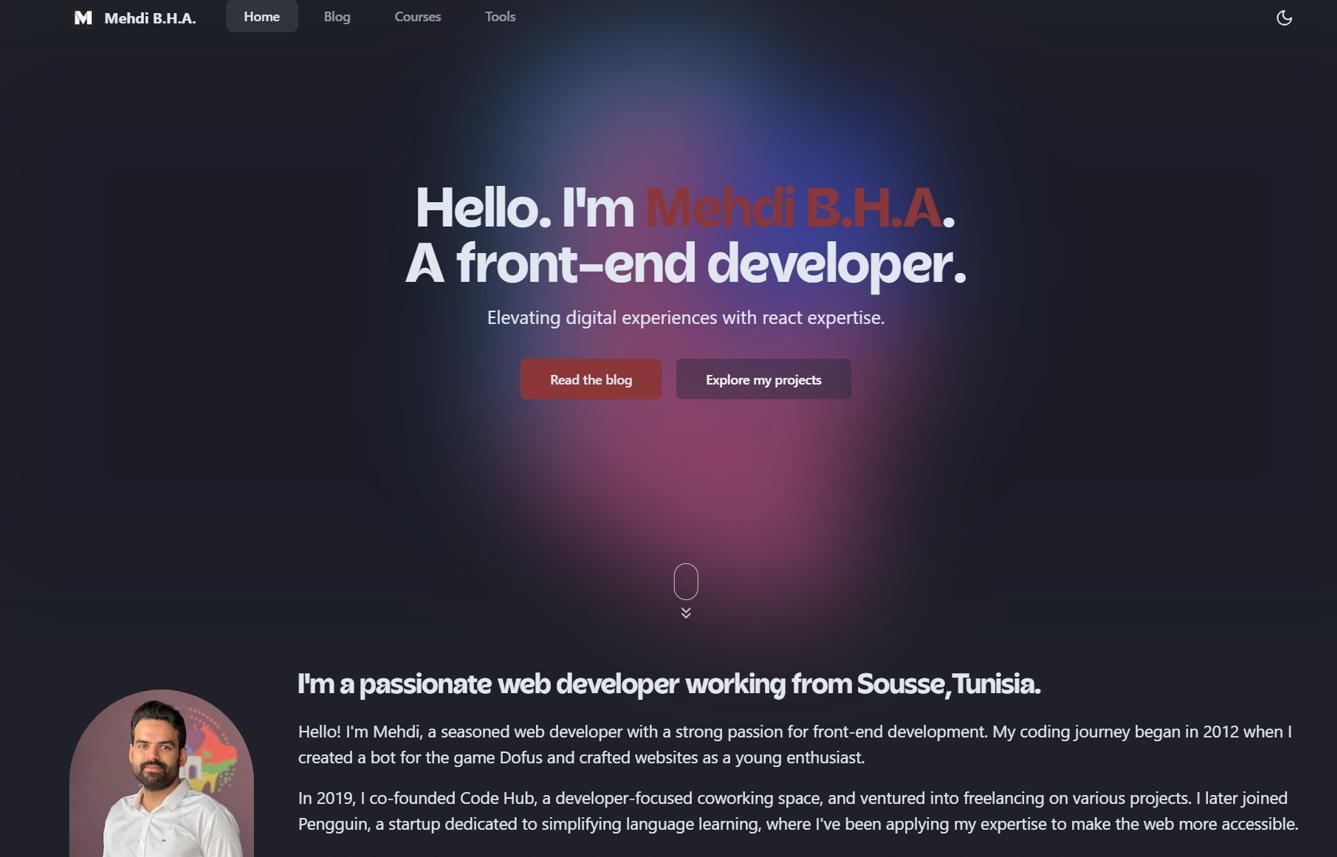 M Mehdi B.H.A. Home Blog Courses Tools
Hello. I'm Mehdi B.H.A.
A front-end developer.
Elevating digital experiences with react expertise.
Read the blog Explore my projects
I'm a passionate web developer working from Sousse,Tunisia.
Hello! I'm Mehdi, a seasoned web developer with a strong passion for front-end development. My coding journey began in 2012 when I
created a bot for the game Dofus and crafted websites as a young enthusiast.
In 2019, I co-founded Code Hub, a developer-focused coworking space, and ventured into freelancing on various projects. I later joined
Pengguin, a startup dedicated to simplifying language learning, where I've been applying my expertise to make the web more accessible.